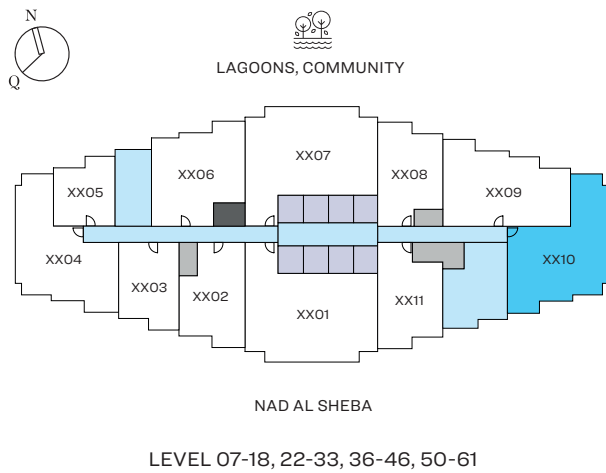 N
Q
LAGOONS, COMMUNITY
XX07
XX06
XX08
XX05
XX09
XX04
XX10
XX03
XX02
XX01
XX11
NAD AL SHEBA
LEVEL 07-18, 22-33, 36-46, 50-61